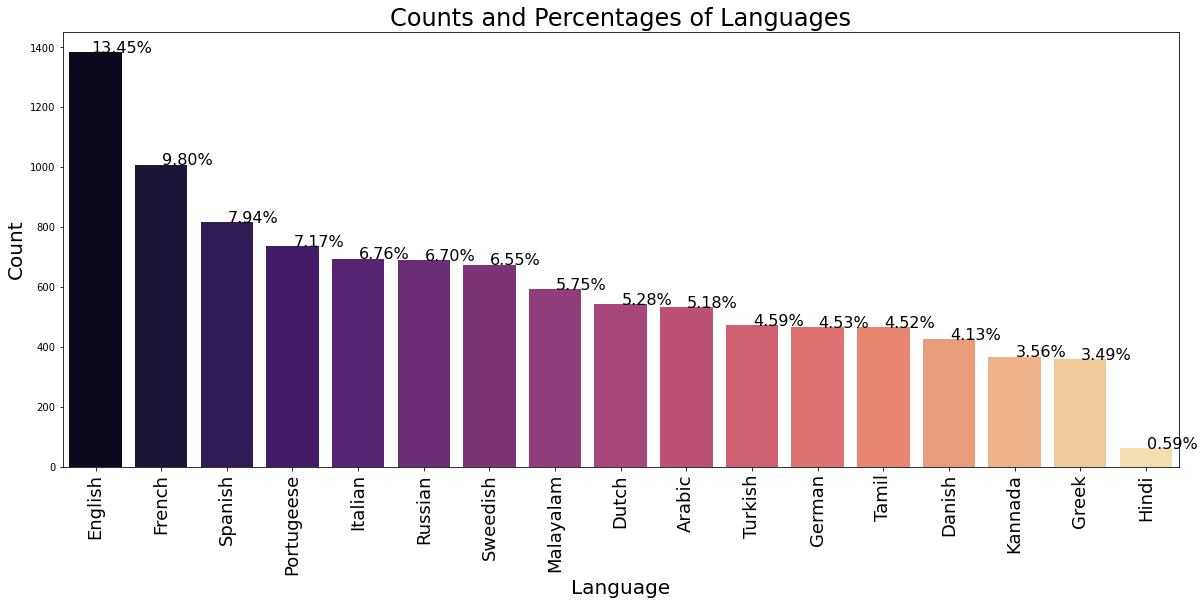 Counts and Percentages of Languages
Count
1400
1200
1000
800
600
400
200
0
13.45%
9.80%
7.94%
7.17%
6.76%
6.70%
6.55%
5.75%
5.28%
5.18%
4.59%
4.53%
4.52%
4.13%
3.56%
3.49%
0.59%
English
French
Spanish
Portugeese
Italian
Russian
Sweedish
Malayalam
Dutch
Arabic
Turkish
German
Tamil
Danish
Kannada
Greek
Hindi
Language